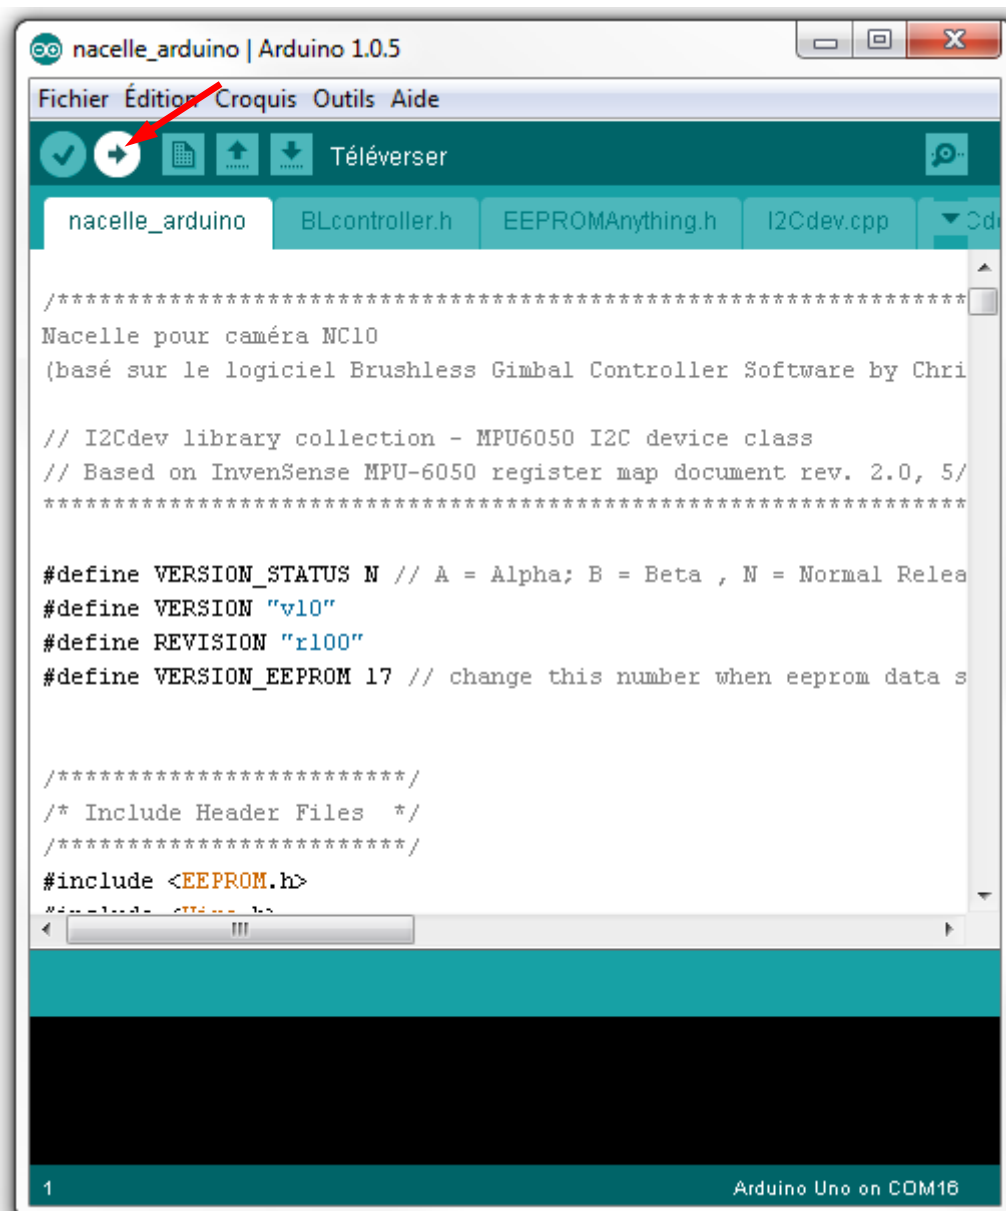 nacelle_arduino | Arduino 1.0.5
Fichier Édition Croquis Outils Aide
Téléverser
nacelle_arduino BLcontroller.h EEPROMAnything.h I2Cdev.cpp
/*****************************************************************
Nacelle pour caméra NC10
(basé sur le logiciel Brushless Gimbal Controller Software by Chri
// I2Cdev library collection - MPU6050 I2C device class
// Based on InvenSense MPU-6050 register map document rev. 2.0, 5/
******************************************************************
#define VERSION_STATUS N // A = Alpha; B = Beta , N = Normal Relea
#define VERSION "v10"
#define REVISION "r100"
#define VERSION_EEPROM 17 // change this number when eeprom data s
/*************************/
/* Include Header Files */
/*************************/
#include <EEPROM.h>
1 Arduino Uno on COM16